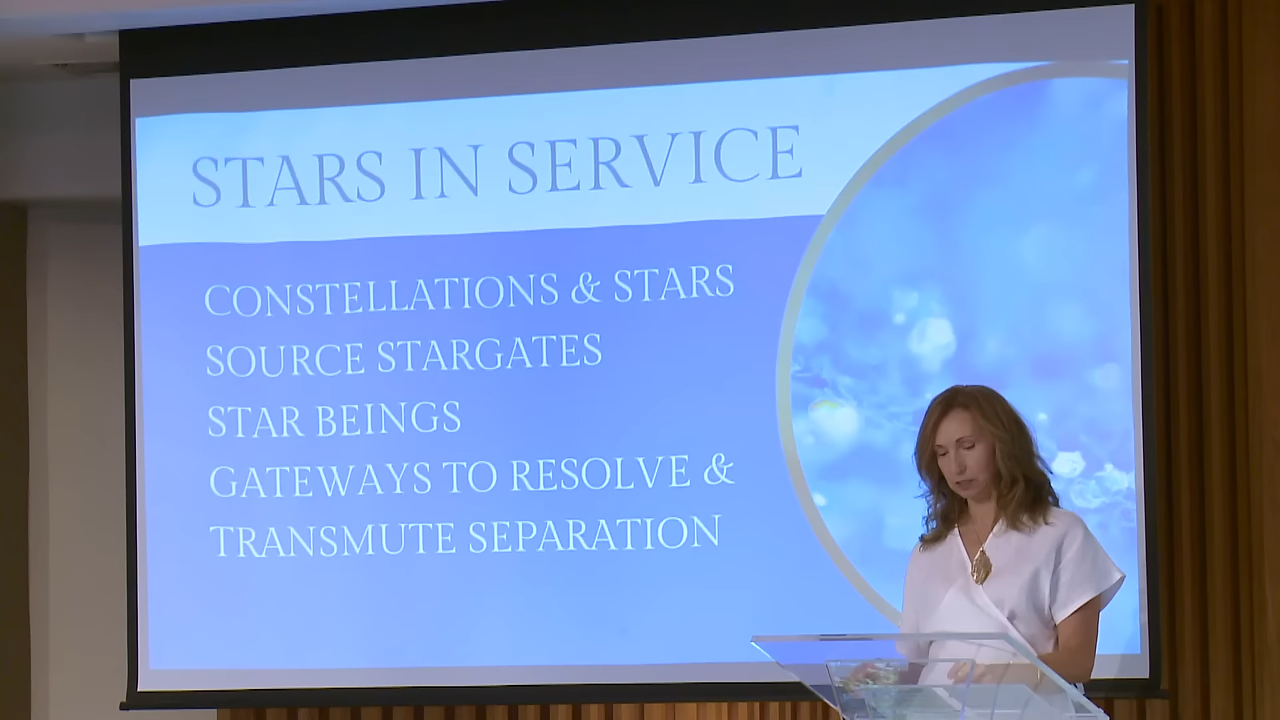 STARS IN SERVICE
CONSTELLATIONS & STARS
SOURCE STARGATES
STAR BEINGS
GATEWAYS TO RESOLVE &
TRANSMUTE SEPARATION